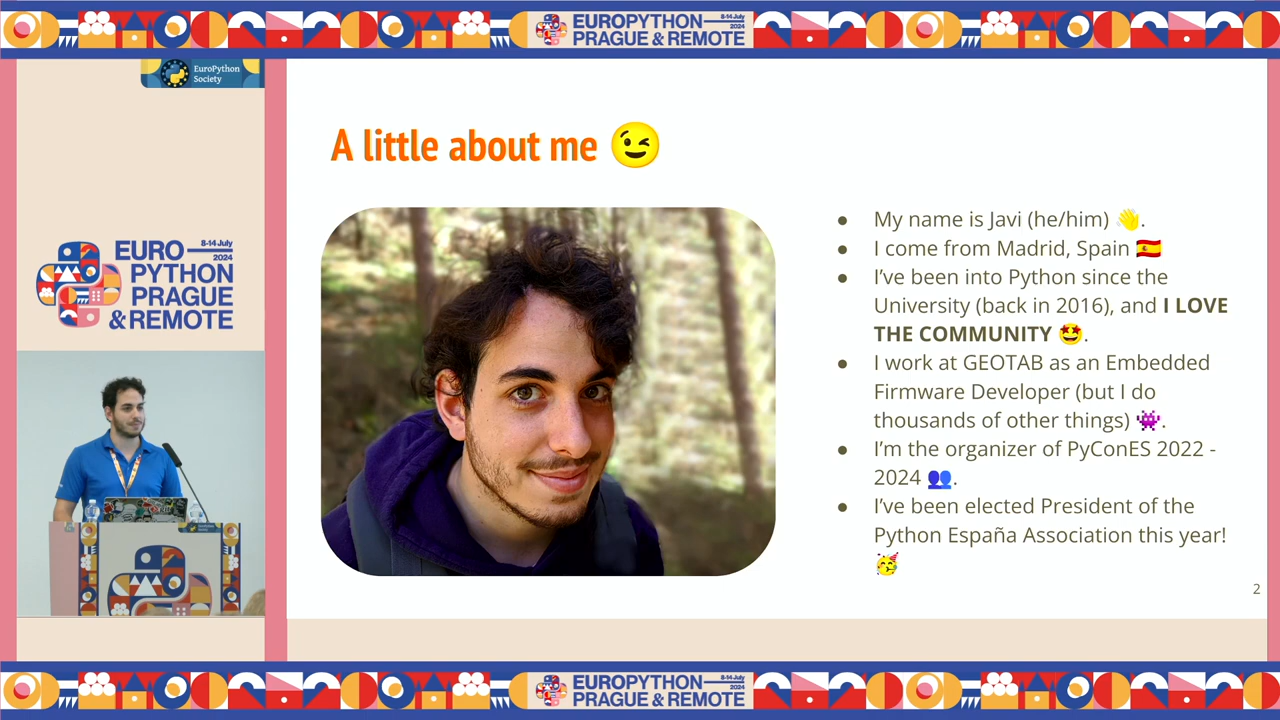 EUROPYTHON
8-14 July
2024
PRAGUE & REMOTE
EuroPython
Society
EURO
8-14 July
2024
PYTHON
PRAGUE
& REMOTE
A little about me 😉
● My name is Javi (he/him) 👋.
● I come from Madrid, Spain 🇪🇸
● I’ve been into Python since the
University (back in 2016), and I LOVE
THE COMMUNITY 🤩.
● I work at GEOTAB as an Embedded
Firmware Developer (but I do
thousands of other things) 👾.
● I’m the organizer of PyConES 2022 -
2024 👥.
● I’ve been elected President of the
Python España Association this year!
🥳
2
EUROPYTHON
8-14 July
2024
PRAGUE & REMOTE